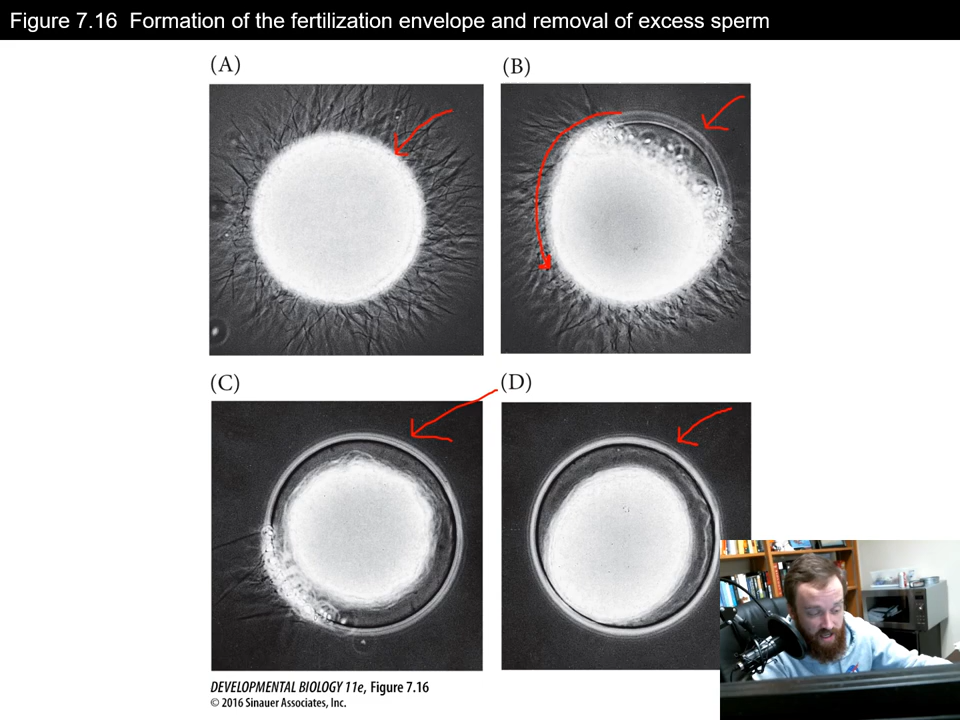 Figure 7.16 Formation of the fertilization envelope and removal of excess sperm
(A)
(B)
(C)
(D)
DEVELOPMENTAL BIOLOGY 11e, Figure 7.16
© 2016 Sinauer Associates, Inc.